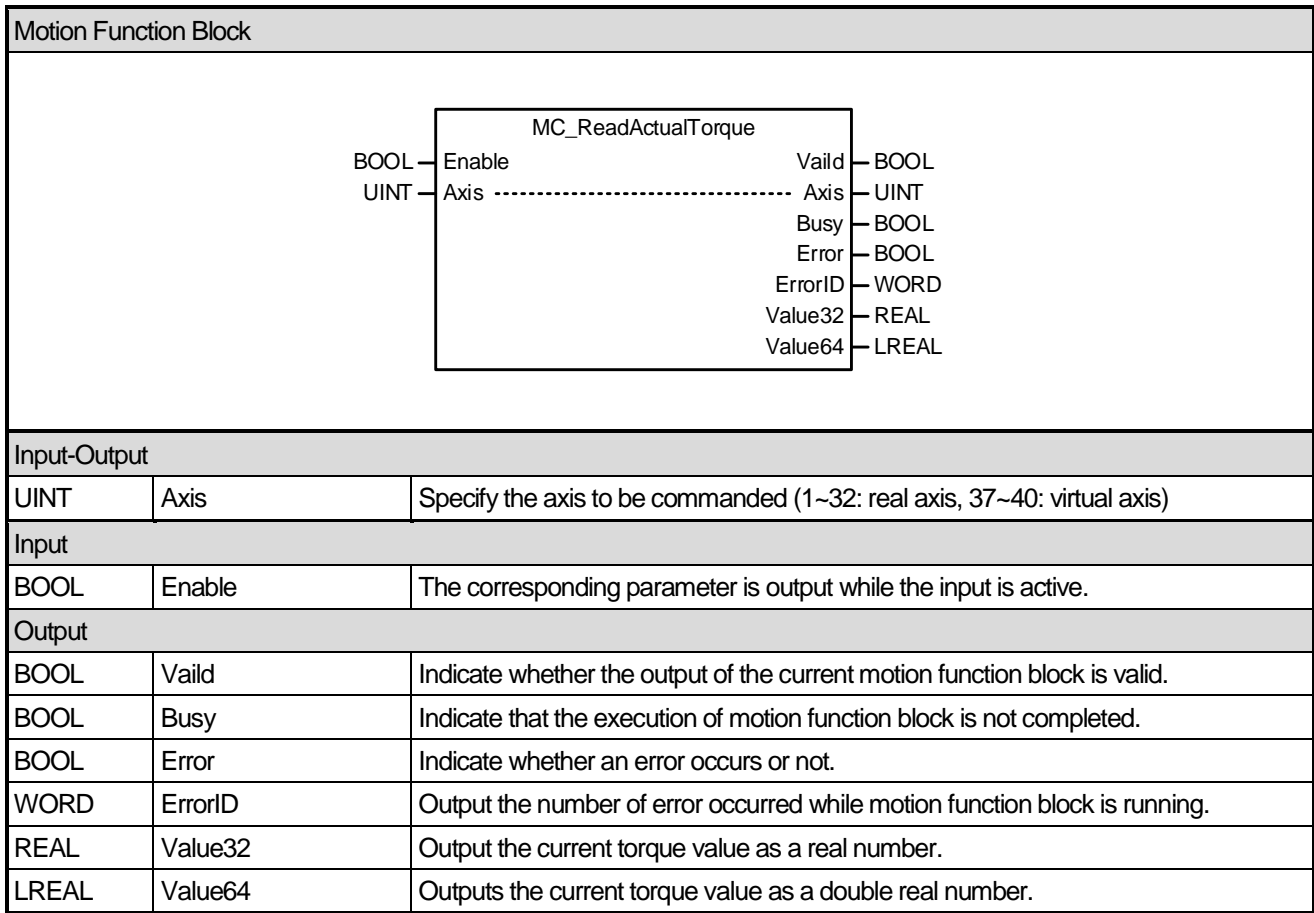 Motion Function Block
MC_ReadActualTorque
BOOL Enable Vaild BOOL
UINT Axis Axis UINT
Busy BOOL
Error BOOL
ErrorID WORD
Value32 REAL
Value64 LREAL
Input-Output
UINT Axis Specify the axis to be commanded (1~32: real axis, 37~40: virtual axis)
Input
BOOL Enable The corresponding parameter is output while the input is active.
Output
BOOL Vaild Indicate whether the output of the current motion function block is valid.
BOOL Busy Indicate that the execution of motion function block is not completed.
BOOL Error Indicate whether an error occurs or not.
WORD ErrorID Output the number of error occurred while motion function block is running.
REAL Value32 Output the current torque value as a real number.
LREAL Value64 Outputs the current torque value as a double real number.